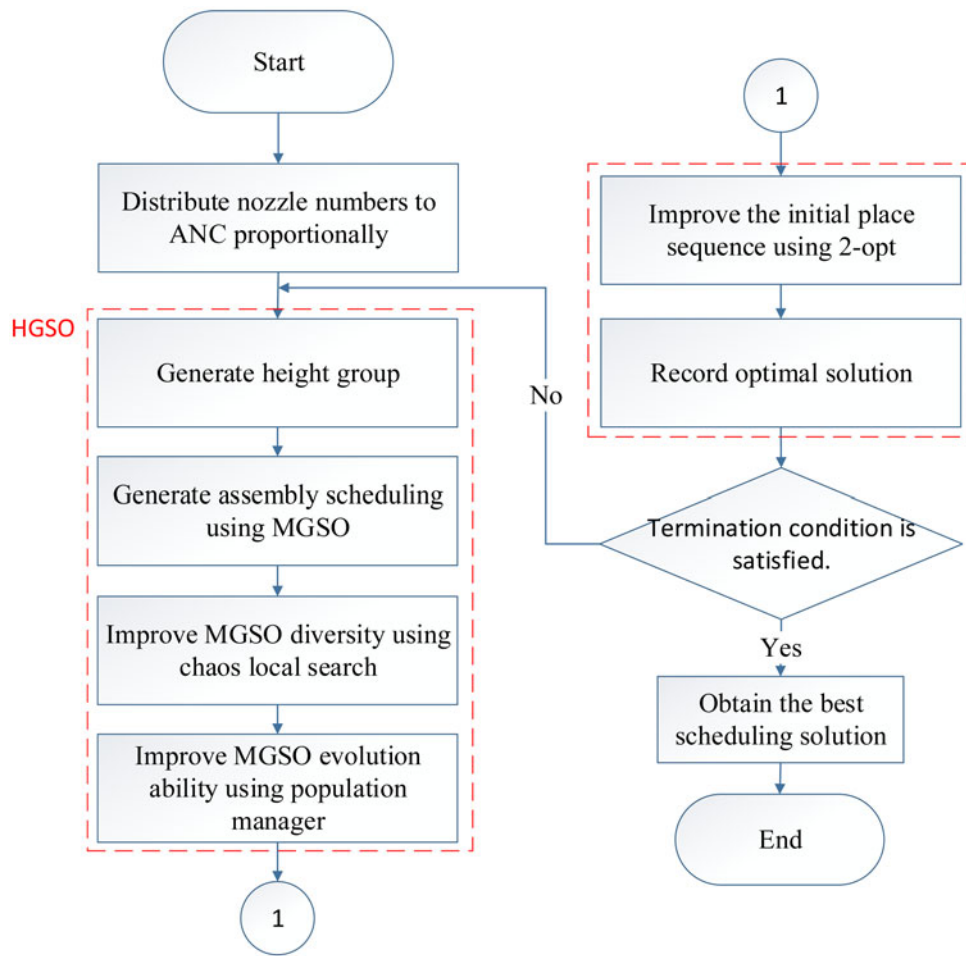 Start
Distribute nozzle numbers to
ANC proportionally
HGSO
Generate height group
Generate assembly scheduling
using MGSO
Improve MGSO diversity using
chaos local search
Improve MGSO evolution
ability using population
manager
1
1
Improve the initial place
sequence using 2-opt
Record optimal solution
No
Termination condition is
satisfied.
Yes
Obtain the best
scheduling solution
End